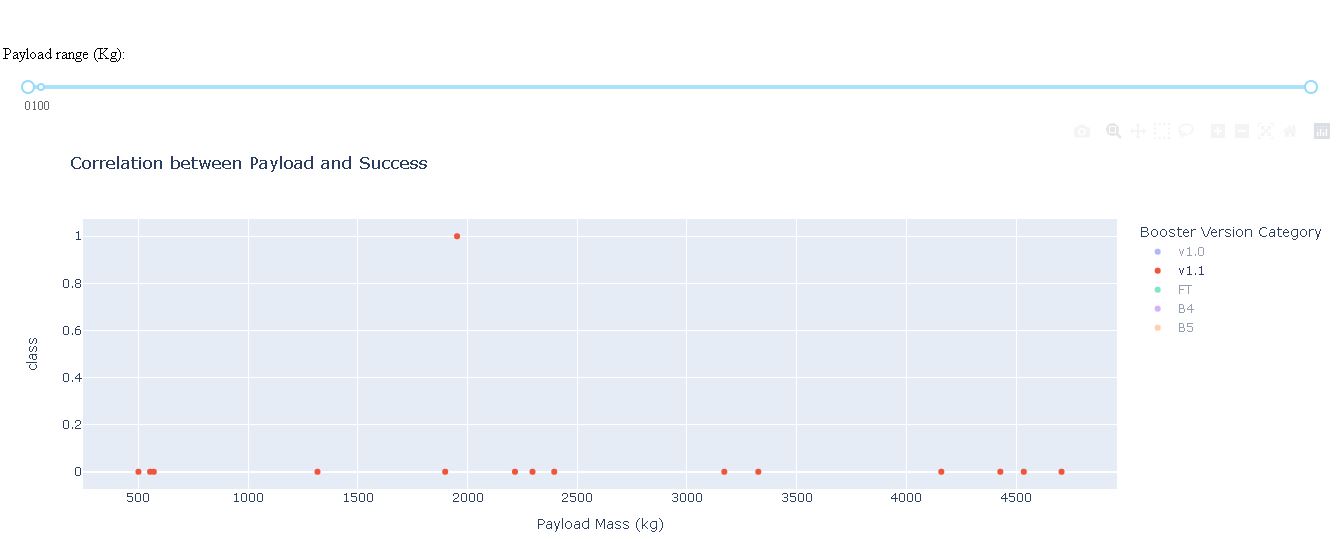 Payload range (Kg):
0100
Correlation between Payload and Success
Booster Version Category
v1.0
v1.1
FT
B4
B5
class
1
0.8
0.6
0.4
0.2
0
500 1000 1500 2000 2500 3000 3500 4000 4500
Payload Mass (kg)